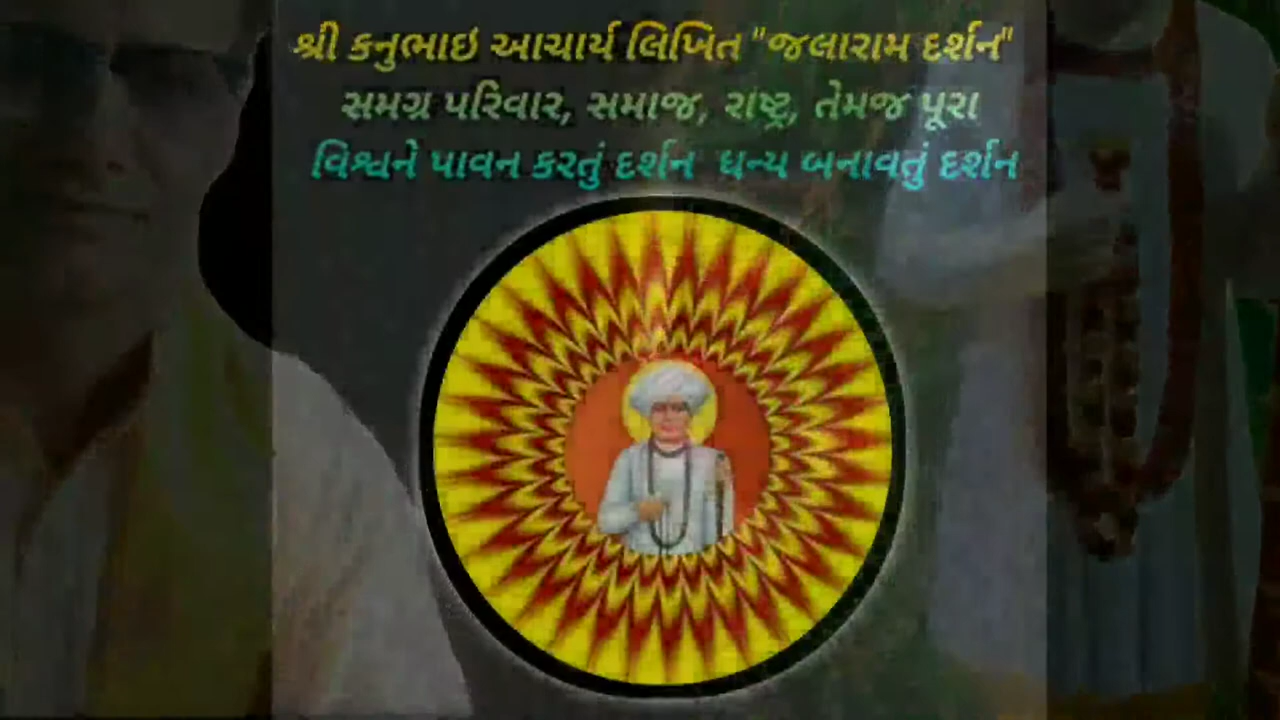 શ્રી કનુભાઇ આચાર્ય લિખિત "જલારામ દર્શન"
સમગ્ર પરિવાર, સમાજ, રાષ્ટ્ર, તેમજ પૂરા
વિશ્વને પાવન કરતું દર્શન ધન્ય બનાવતું દર્શન